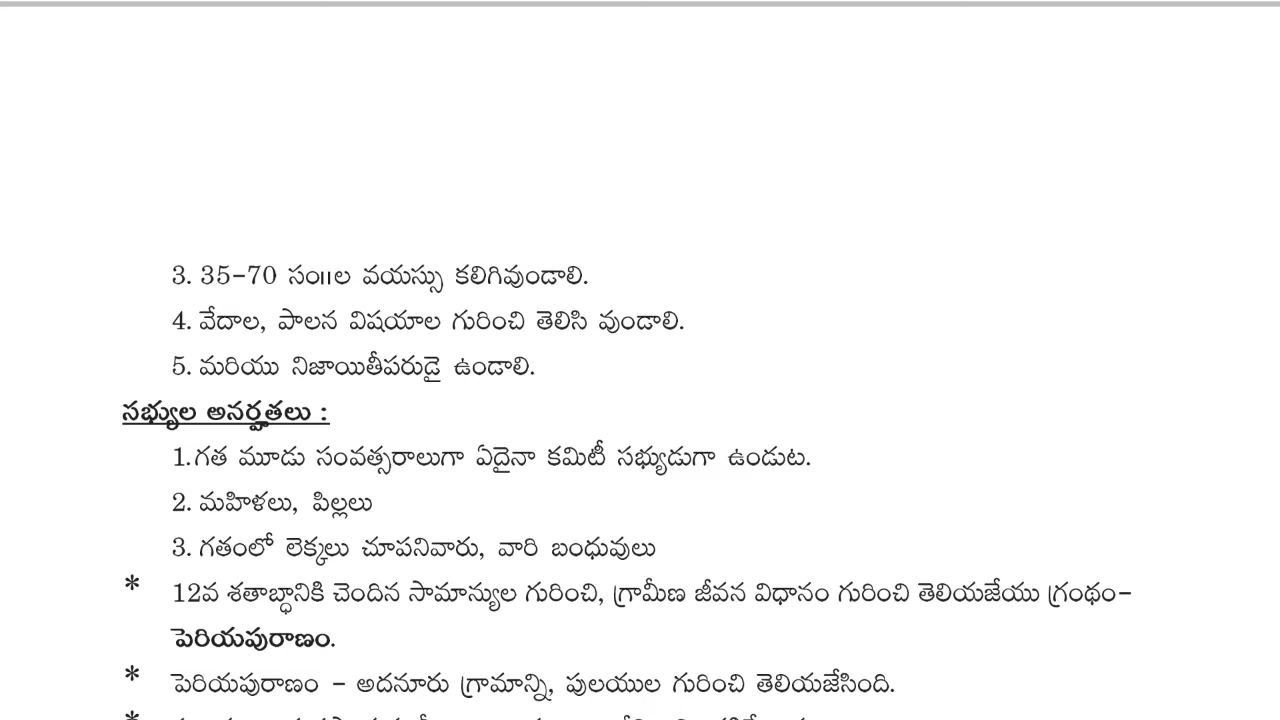 3. 35-70 సం॥ల వయస్సు కలిగివుండాలి.
4. వేదాల, పాలన విషయాల గురించి తెలిసి వుండాలి.
5. మరియు నిజాయితీపరుడై ఉండాలి.
సభ్యుల అనర్హతలు :
1.గత మూడు సంవత్సరాలుగా ఏదైనా కమిటీ సభ్యుడుగా ఉండుట.
2. మహిళలు, పిల్లలు
3. గతంలో లెక్కలు చూపనివారు, వారి బంధువులు
* 12వ శతాబ్ధానికి చెందిన సామాన్యుల గురించి, గ్రామీణ జీవన విధానం గురించి తెలియజేయు గ్రంథం-
పెరియపురాణం.
* పెరియపురాణం - అదనూరు గ్రామాన్ని, పులయుల గురించి తెలియజేసింది.
*